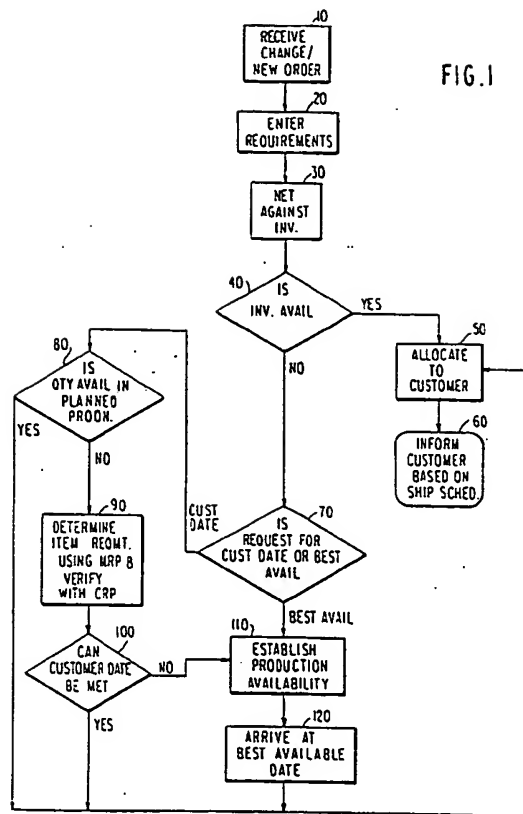 10
RECEIVE
CHANGE/
NEW ORDER
FIG.1
20
ENTER
REQUIREMENTS
30
NET
AGAINST
INV.
40
IS
INV. AVAIL
YES
NO
50
ALLOCATE
TO
CUSTOMER
60
INFORM
CUSTOMER
BASED ON
SHIP SCHED.
80
IS
QTY AVAIL IN
PLANNED
PRODN.
YES
NO
CUST
DATE
70
IS
REQUEST FOR
CUST DATE OR BEST
AVAIL
BEST AVAIL
90
DETERMINE
ITEM REQMT.
USING MRP &
VERIFY
WITH CRP
100
CAN
CUSTOMER DATE
BE MET
NO
YES
110
ESTABLISH
PRODUCTION
AVAILABILITY
120
ARRIVE AT
BEST AVAILABLE
DATE